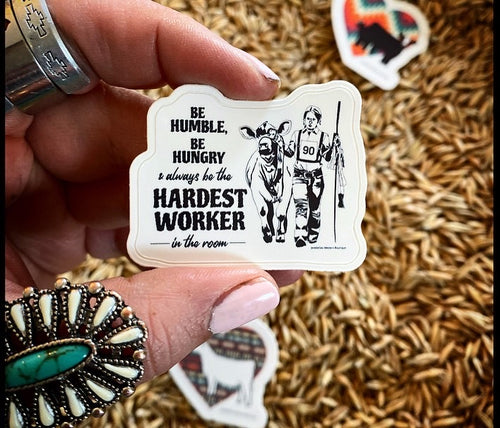 BE
HUMBLE,
BE
HUNGRY
& always be the
HARDEST
WORKER
in the room
90